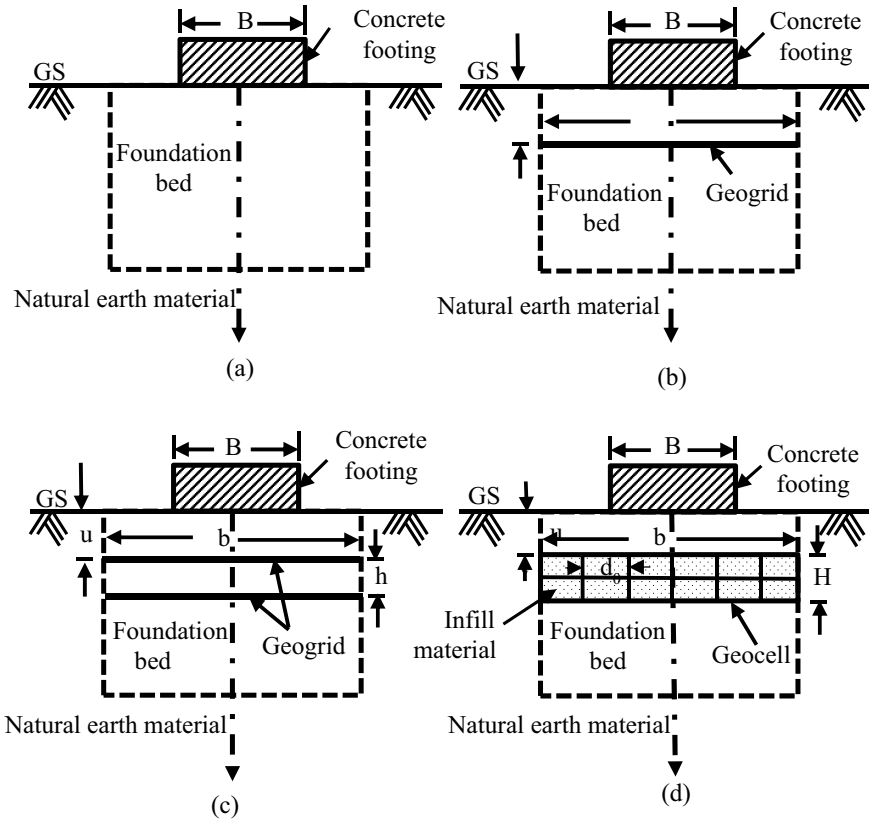 B
Concrete
footing
GS
Foundation
bed
Natural earth material
(a)
B
Concrete
footing
GS
Geogrid
Foundation
bed
Natural earth material
(b)
B
Concrete
footing
GS
u
b
h
Foundation
bed
Geogrid
Natural earth material
(c)
B
Concrete
footing
GS
u
b
d₀
H
Infill
material
Foundation
bed
Geocell
Natural earth material
(d)